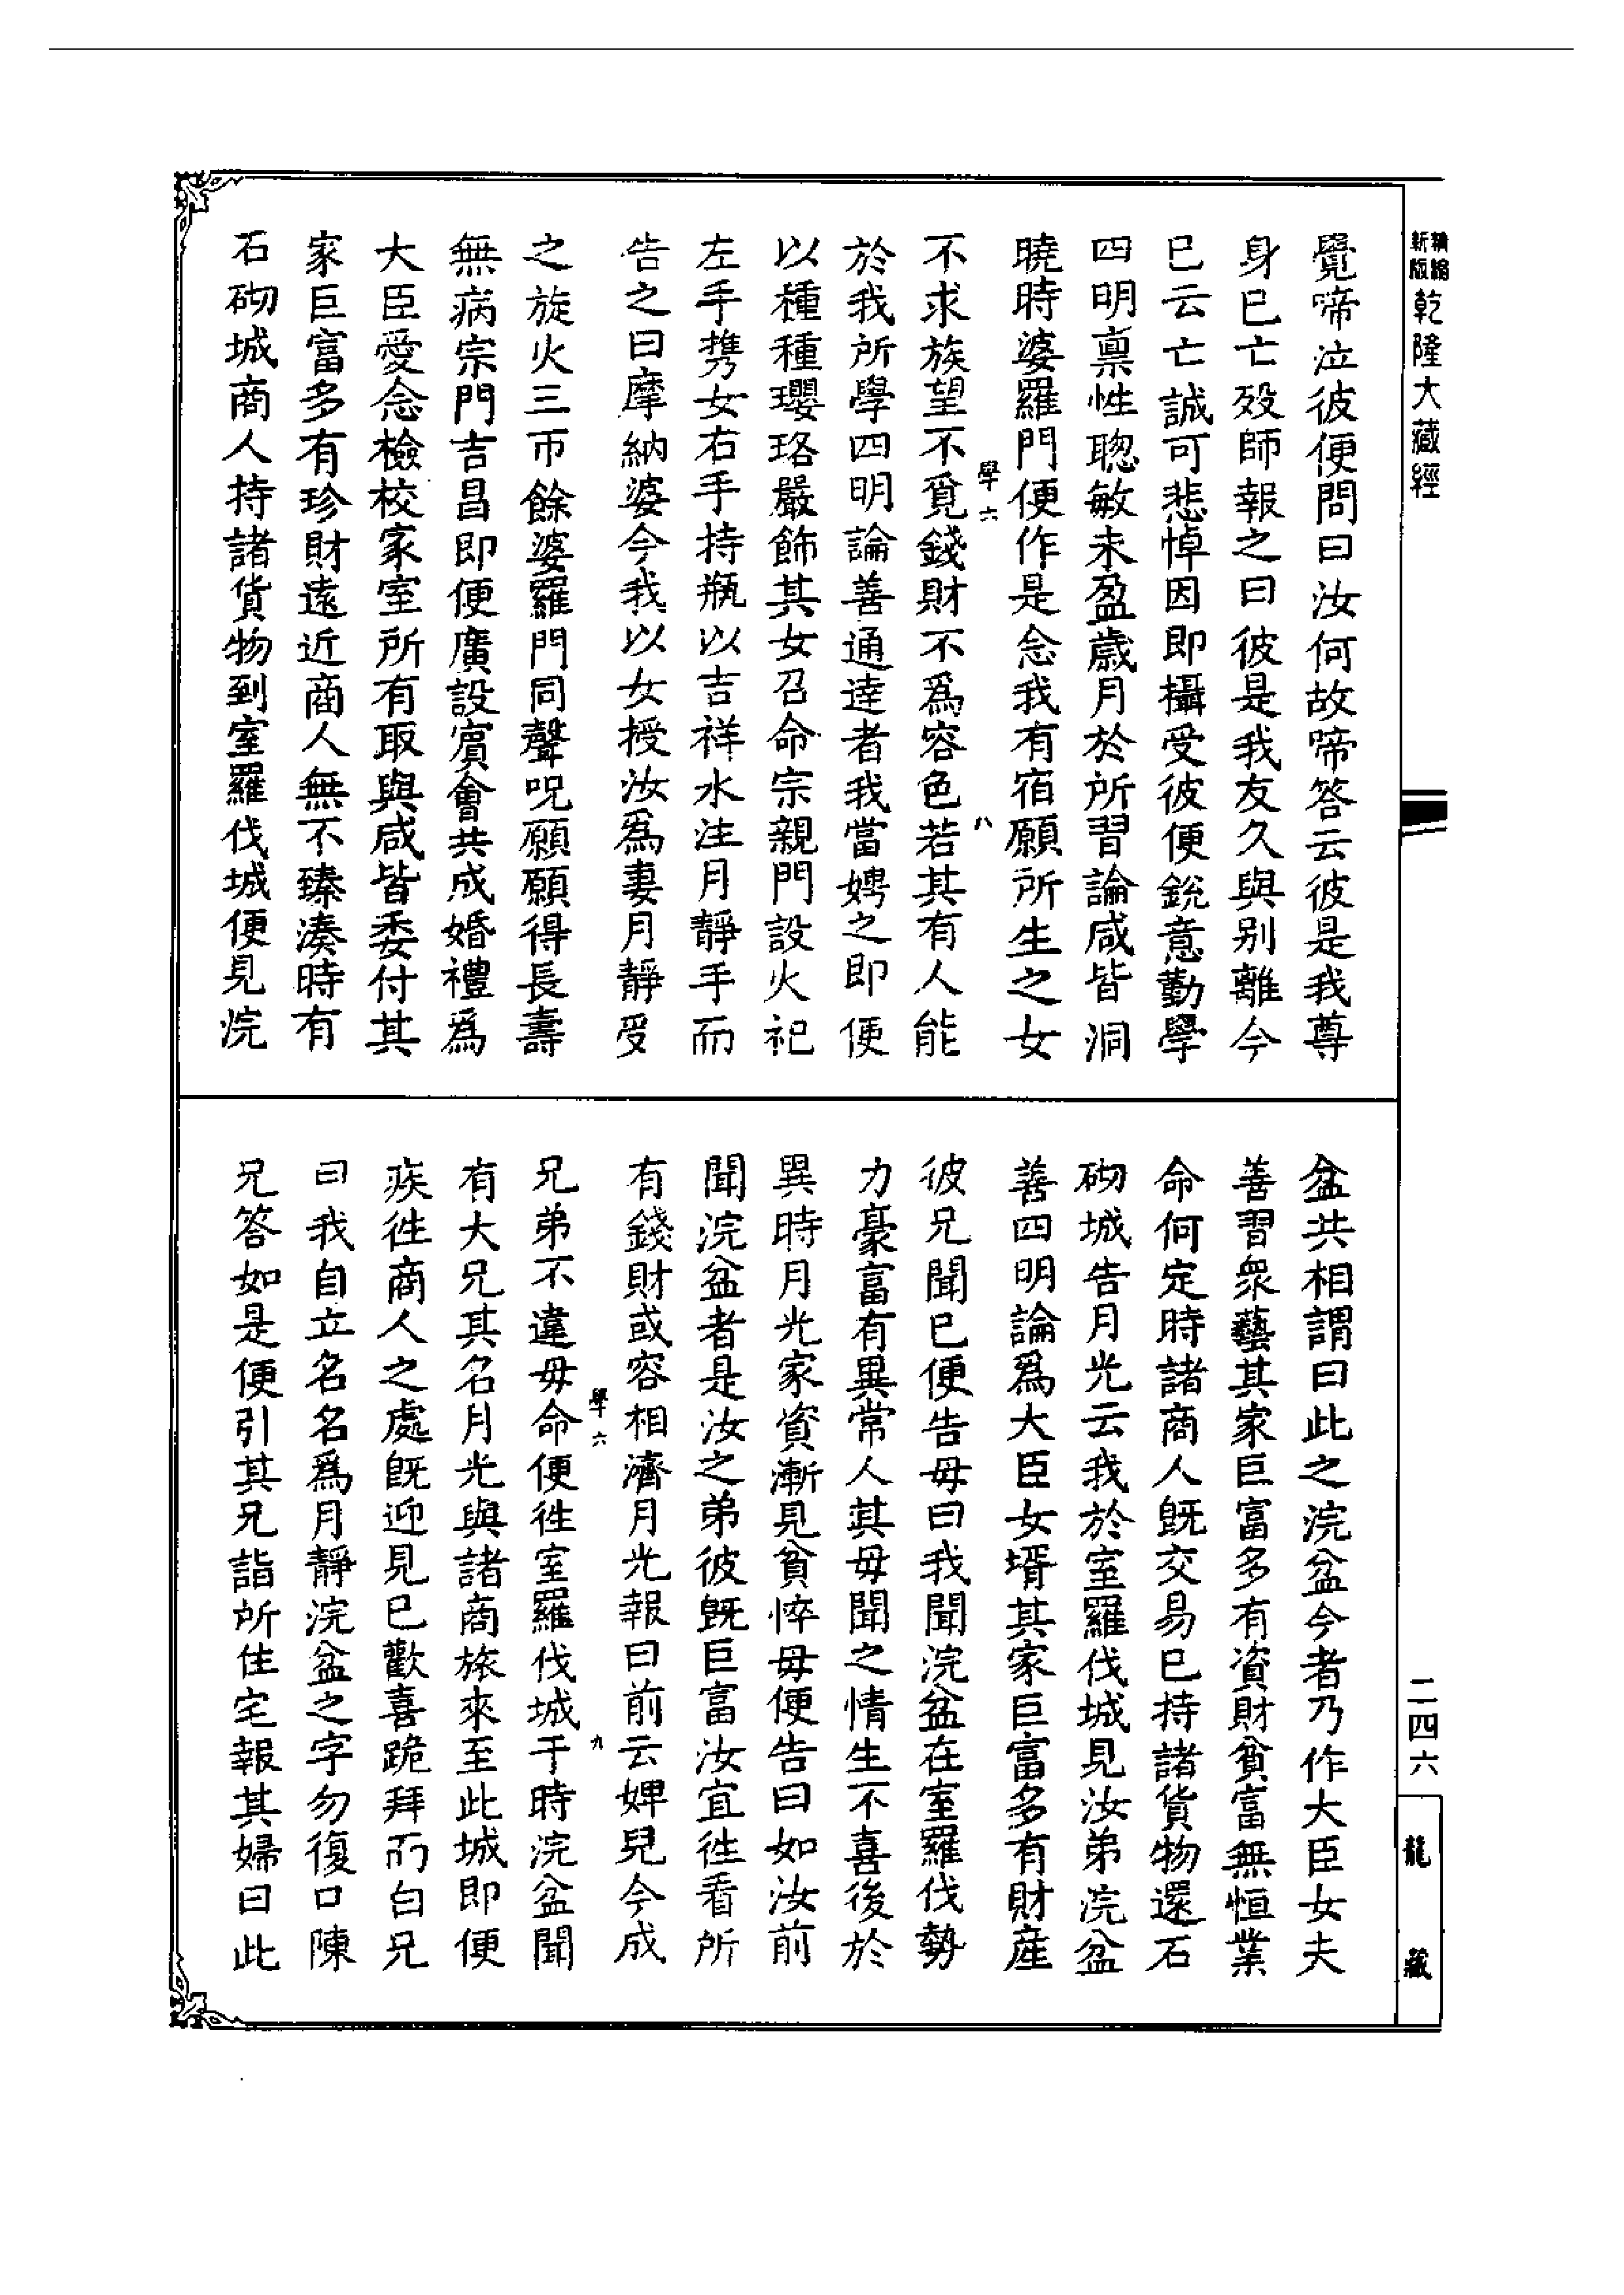 新版精縮乾隆大藏經
覺啼泣彼便問曰汝何故啼答云彼是我尊
身已亡歿師報之曰彼是我友久與别離今
已云亡誠可悲悼因即攝受彼便銳意勤學
四明稟性聰敏未盈歲月於所習論咸皆洞
曉時婆羅門便作是念我有宿願所生之女
學六 八
不求族望不覓錢財不爲容色若其有人能
於我所學四明論善通達者我當娉之即便
以種種瓔珞嚴飾其女召命宗親門設火祀
左手携女右手持瓶以吉祥水注月靜手而
告之曰摩納婆今我以女授汝爲妻月靜受
之旋火三帀餘婆羅門同聲呪願願得長壽
無病宗門吉昌即便廣設賓會共成婚禮爲
大臣愛念檢校家室所有取與咸皆委付其
家巨富多有珍財遠近商人無不臻湊時有
石砌城商人持諸貨物到室羅伐城便見浣
盆共相謂曰此之浣盆今者乃作大臣女夫
善習衆藝其家巨富多有資財貧富無恒業
命何定時諸商人旣交易已持諸貨物還石
砌城告月光云我於室羅伐城見汝弟浣盆
善四明論爲大臣女壻其家巨富多有財産
彼兄聞已便告母曰我聞浣盆在室羅伐勢
力豪富有異常人其母聞之情生不喜後於
異時月光家資漸見貧悴母便告曰如汝前
聞浣盆者是汝之弟彼旣巨富汝宜徃看所
有錢財或容相濟月光報曰前云婢兒今成
學六 九
兄弟不違母命便徃室羅伐城于時浣盆聞
有大兄其名月光與諸商旅來至此城即便
疾徃商人之處旣迎見已歡喜跪拜而白兄
曰我自立名名爲月靜浣盆之字勿復口陳
兄答如是便引其兄詣所住宅報其婦曰此
二四六
龍藏